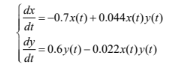 dx/dt = -0.7x(t) + 0.044x(t)y(t)
dy/dt = 0.6y(t) - 0.022x(t)y(t)